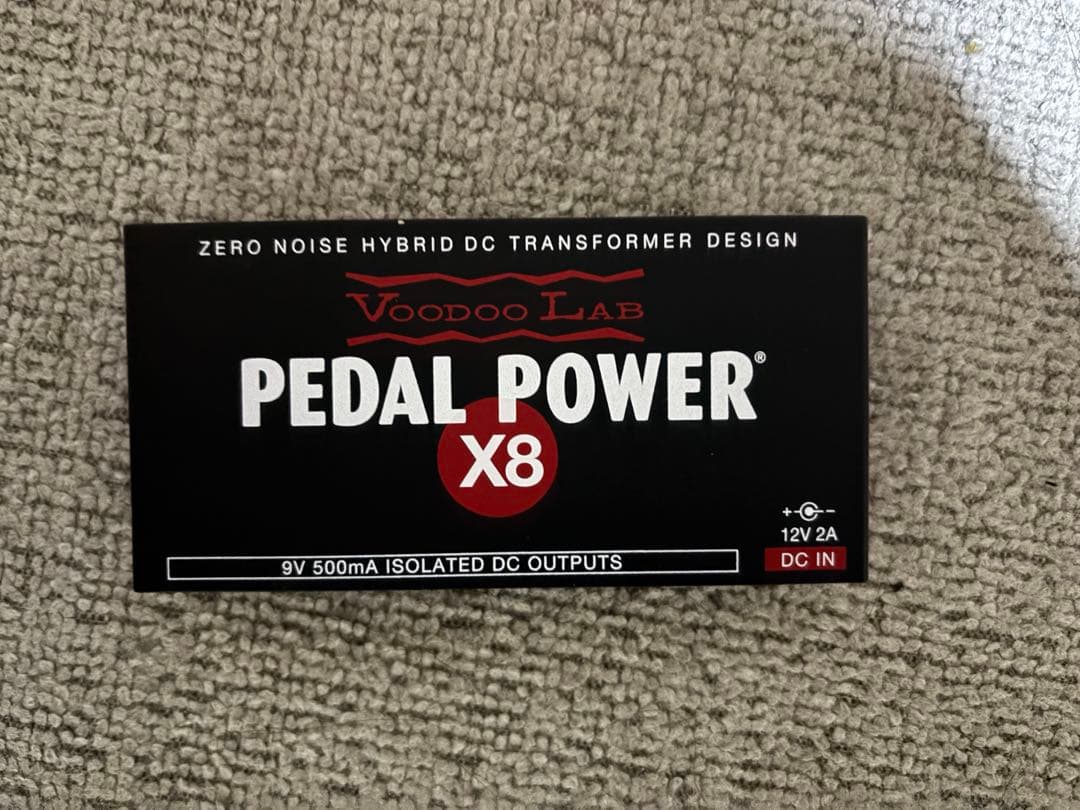 ZERO NOISE HYBRID DC TRANSFORMER DESIGN
VOODOO LAB
PEDAL POWER®
X8
+ -
12V 2A
DC IN
9V 500mA ISOLATED DC OUTPUTS